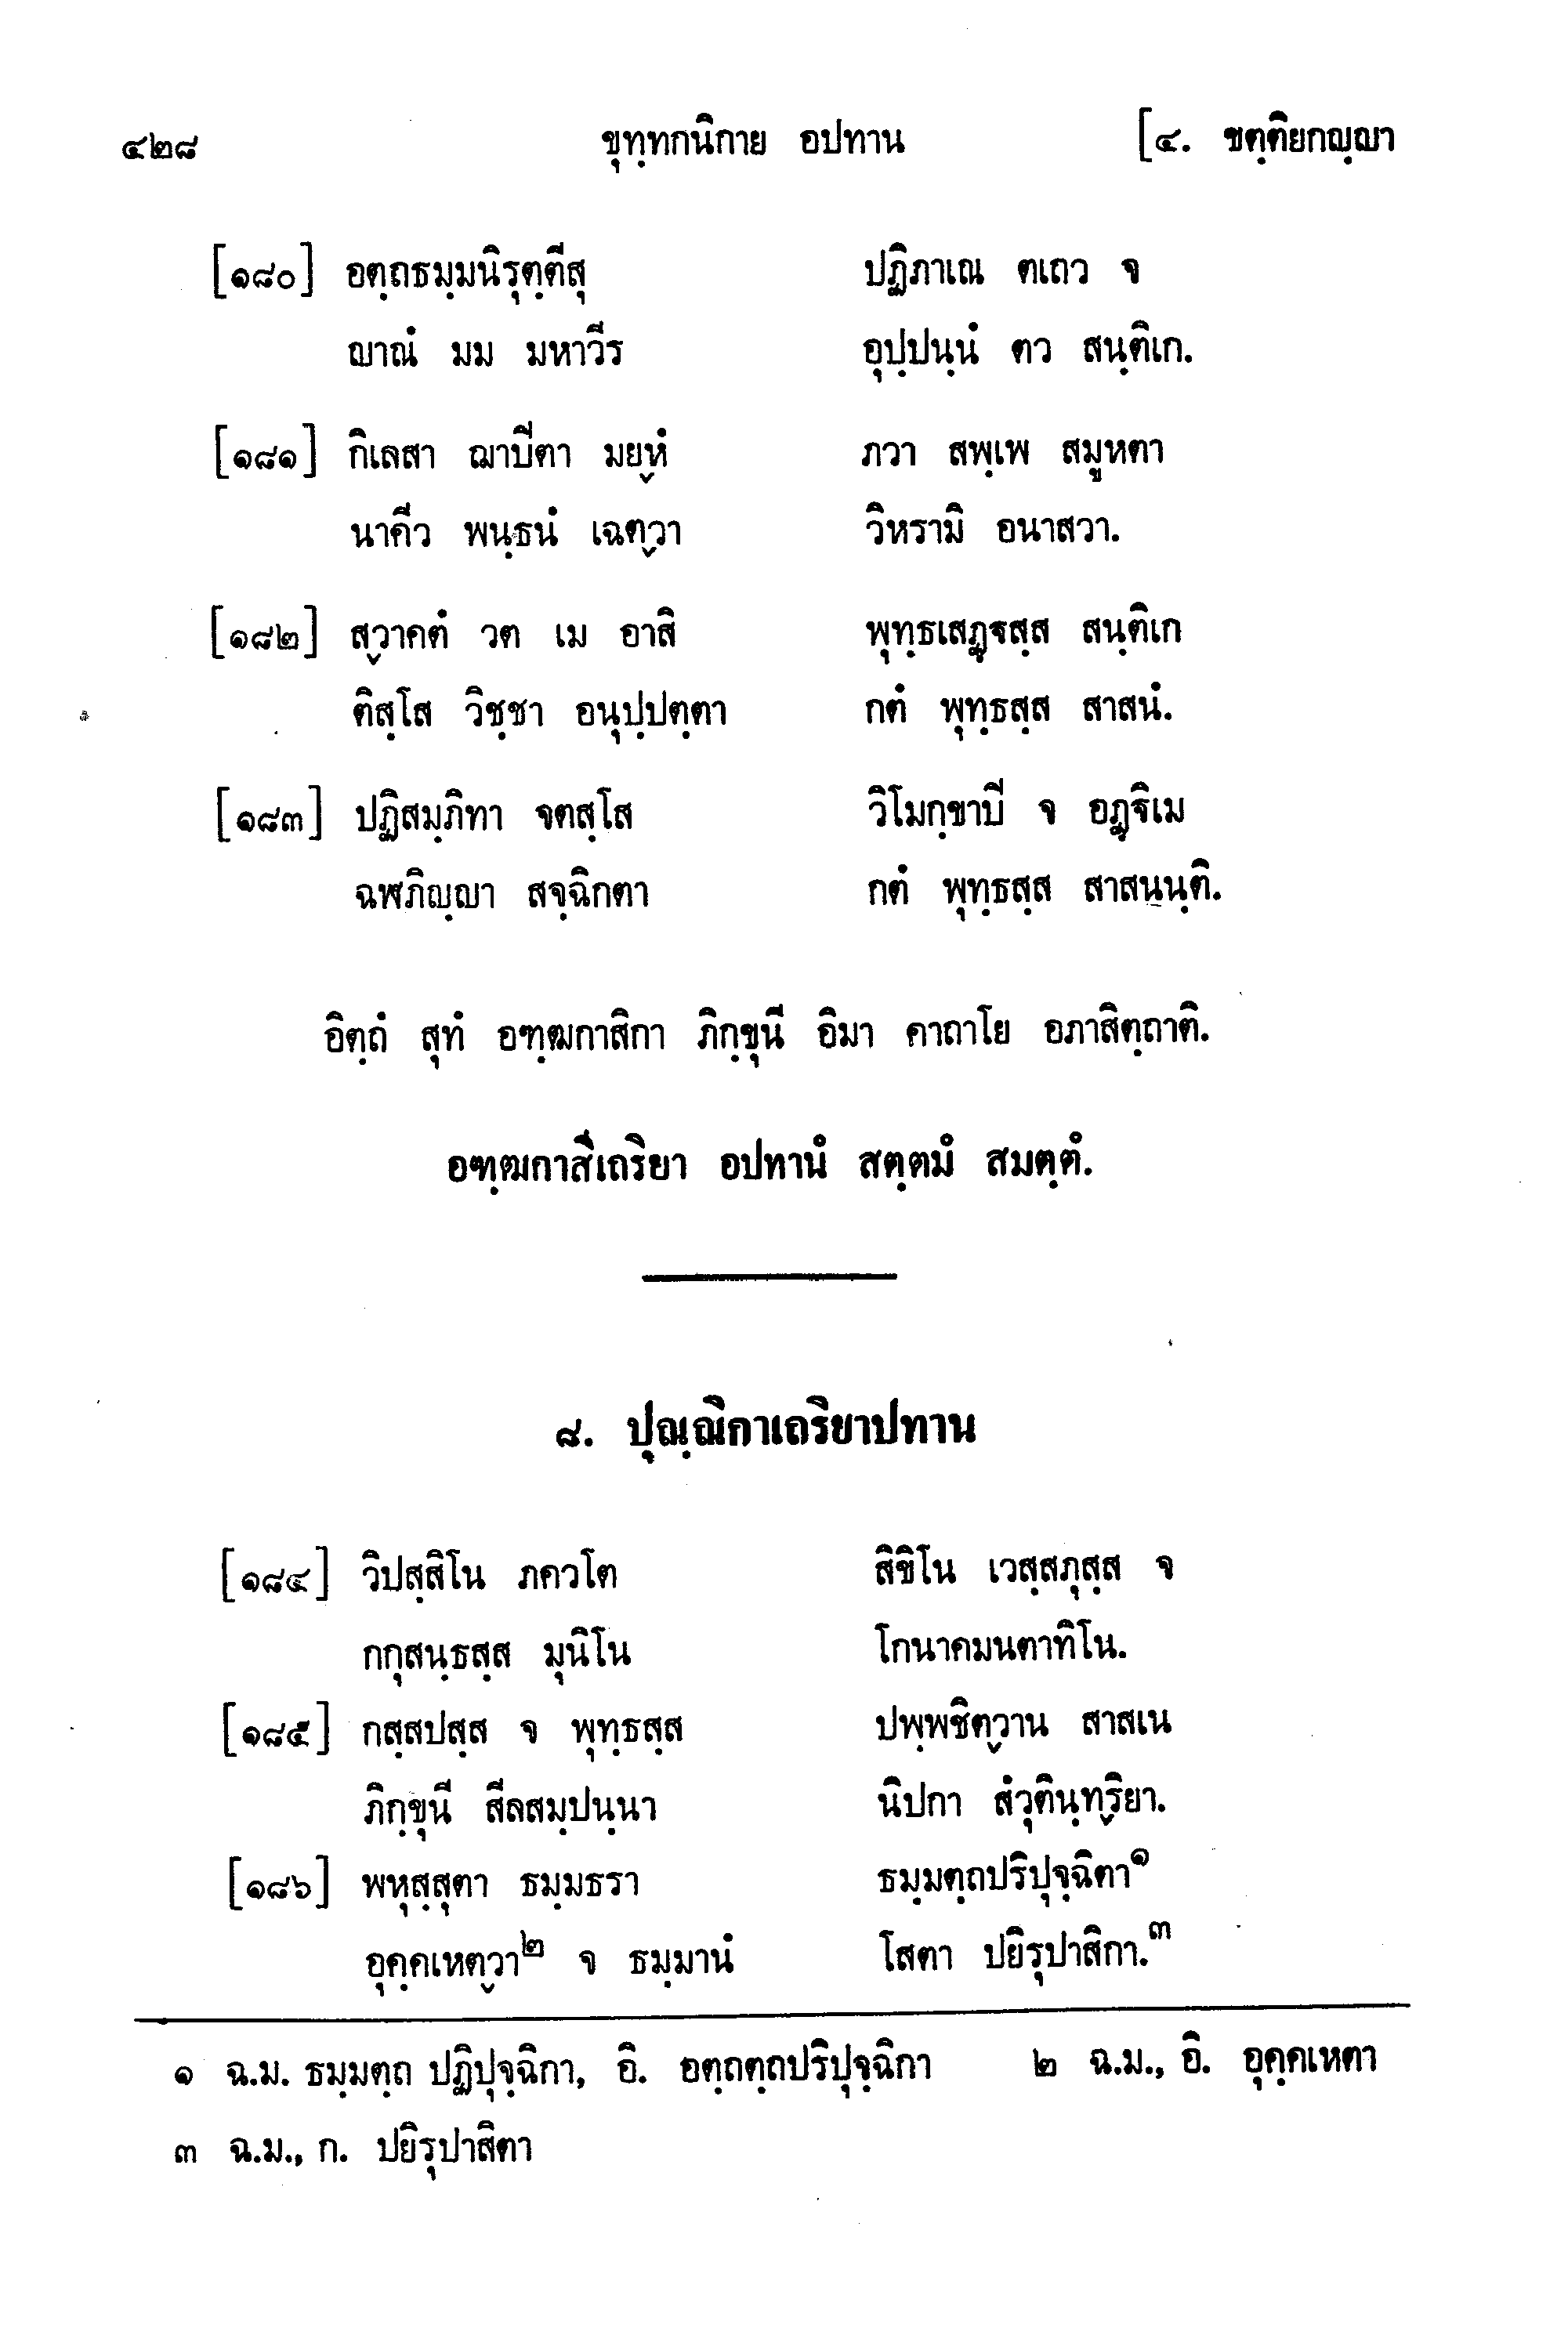 ๔๒๘ ขุทฺทกนิกาย อปทาน [๔. ขตฺติยกญฺญา
[๑๘๐] อตฺถธมฺมนิรุตฺตีสุ ปฏิภาเณ ตเถว จ
ญาณํ มม มหาวีร อุปฺปนฺนํ ตว สนฺติเก.
[๑๘๑] กิเลสา ฌาปีตา มยฺหํ ภวา สพฺเพ สมูหตา
นาคีว พนฺธนํ เฉตฺวา วิหรามิ อนาสวา.
[๑๘๒] สฺวาคตํ วต เม อาสิ พุทฺธเสฏฺฐสฺส สนฺติเก
ติสฺโส วิชฺชา อนุปฺปตฺตา กตํ พุทฺธสฺส สาสนํ.
[๑๘๓] ปฏิสมฺภิทา จตสฺโส วิโมกฺขาปี จ อฏฺฐิเม
ฉฬภิญฺญา สจฺฉิกตา กตํ พุทฺธสฺส สาสนนฺติ.
อิตฺถํ สุทํ อฑฺฒกาสิกา ภิกฺขุนี อิมา คาถาโย อภาสิตฺถาติ.
อฑฺฒกาสีเถริยา อปทานํ สตฺตมํ สมตฺตํ.
๘. ปุณฺณิกาเถริยาปทาน
[๑๘๔] วิปสฺสิโน ภควโต สิขิโน เวสฺสภุสฺส จ
กกุสนฺธสฺส มุนิโน โกนาคมนตาทิโน.
[๑๘๕] กสฺสปสฺส จ พุทฺธสฺส ปพฺพชิตฺวาน สาสเน
ภิกฺขุนี สีลสมฺปนฺนา นิปกา สํวุตินฺทฺริยา.
[๑๘๖] พหุสฺสุตา ธมฺมธรา ธมฺมตฺถปริปุจฺฉิตา๑
อุคฺคเหตฺวา๒ จ ธมฺมานํ โสตา ปยิรุปาสิกา.๓
๑ ฉ.ม. ธมฺมตฺถ ปฏิปุจฺฉิกา, อิ. อตฺถตฺถปริปุจฺฉิกา ๒ ฉ.ม., อิ. อุคฺคเหตา
๓ ฉ.ม., ก. ปยิรุปาสิตา